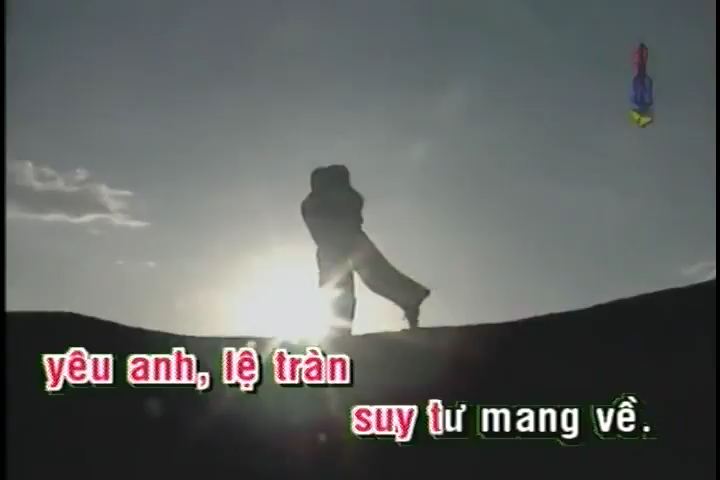 yêu anh, lệ tràn
suy tư mang về.